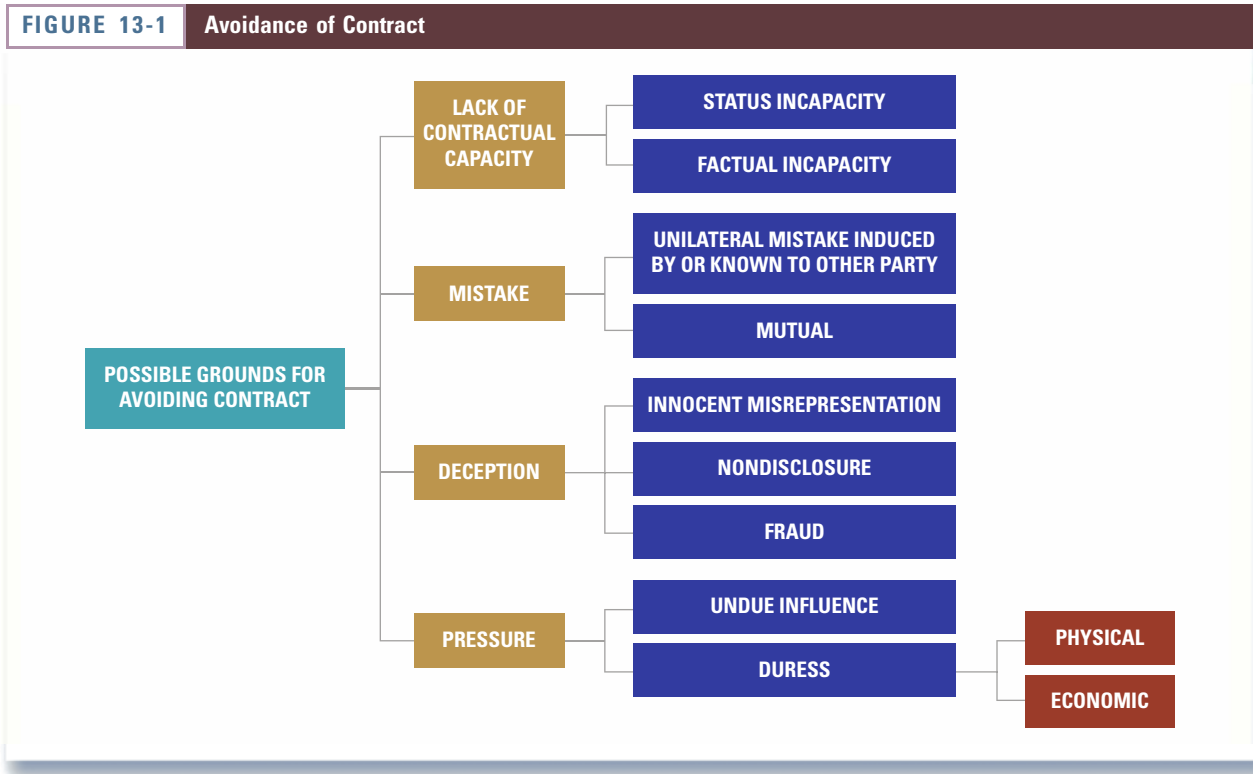 FIGURE 13-1
Avoidance of Contract
POSSIBLE GROUNDS FOR
AVOIDING CONTRACT
LACK OF
CONTRACTUAL
CAPACITY
STATUS INCAPACITY
FACTUAL INCAPACITY
MISTAKE
UNILATERAL MISTAKE INDUCED
BY OR KNOWN TO OTHER PARTY
MUTUAL
DECEPTION
INNOCENT MISREPRESENTATION
NONDISCLOSURE
FRAUD
PRESSURE
UNDUE INFLUENCE
DURESS
PHYSICAL
ECONOMIC